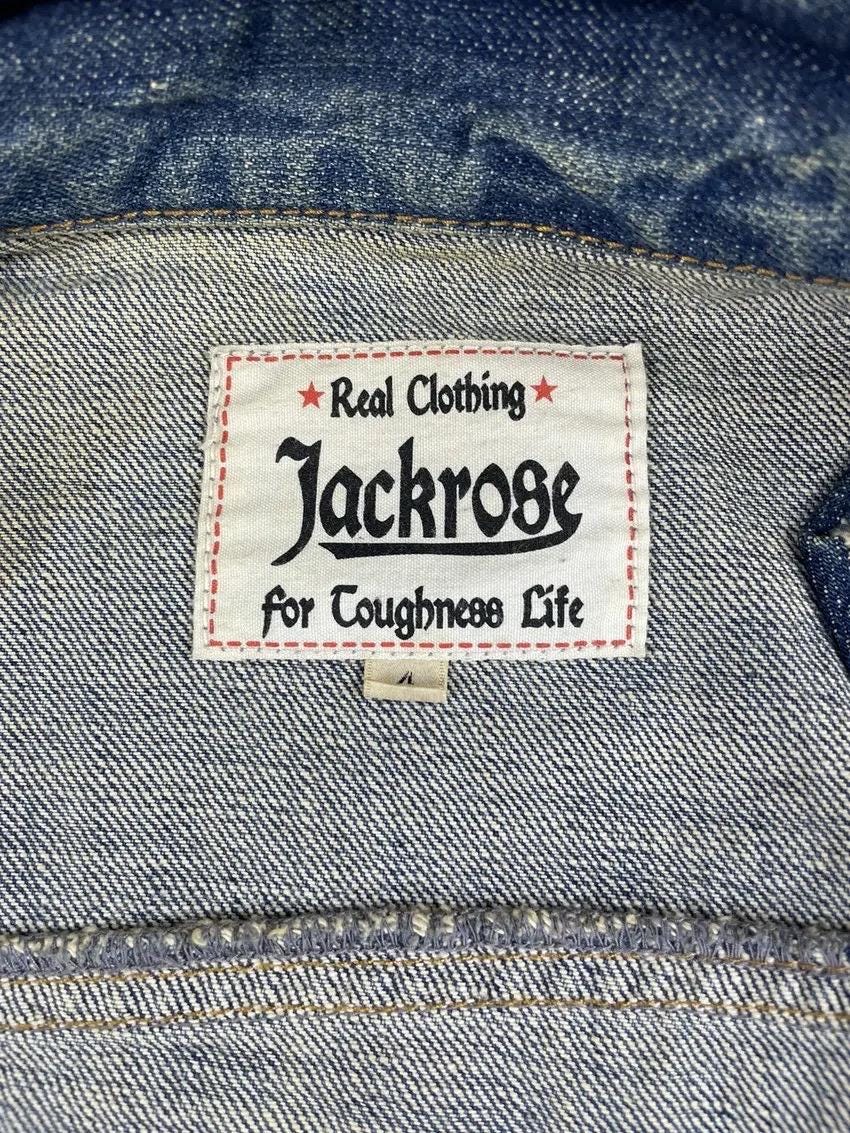 Real Clothing
Jackrose
for Toughness Life
4